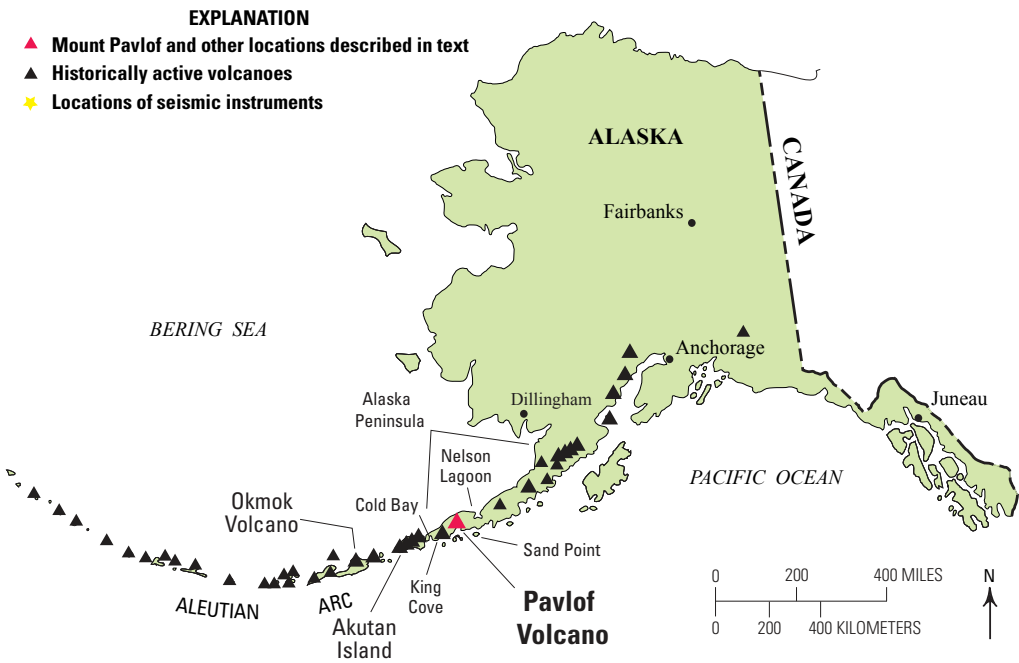 EXPLANATION
Mount Pavlof and other locations described in text
Historically active volcanoes
Locations of seismic instruments
ALASKA
CANADA
Fairbanks
BERING SEA
Anchorage
Alaska
Peninsula
Dillingham
Juneau
Nelson
Lagoon
PACIFIC OCEAN
Okmok
Volcano
Cold Bay
Sand Point
King
Cove
Pavlof
Volcano
ALEUTIAN
ARC
Akutan
Island
0 200 400 MILES
0 200 400 KILOMETERS
N